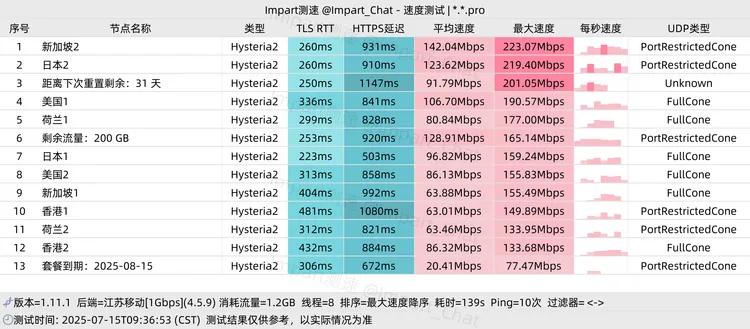 Impart测速 @Impart_Chat - 速度测试 | *.*.pro
序号 节点名称 类型 TLS RTT HTTPS延迟 平均速度 最大速度 每秒速度 UDP类型
1 新加坡2 Hysteria2 260ms 931ms 142.04Mbps 223.07Mbps PortRestrictedCone
2 日本2 Hysteria2 260ms 910ms 123.62Mbps 219.40Mbps PortRestrictedCone
3 距离下次重置剩余：31 天 Hysteria2 250ms 1147ms 91.79Mbps 201.05Mbps Unknown
4 美国1 Hysteria2 336ms 841ms 106.70Mbps 190.57Mbps FullCone
5 荷兰1 Hysteria2 299ms 828ms 80.84Mbps 177.00Mbps FullCone
6 剩余流量：200 GB Hysteria2 253ms 920ms 128.91Mbps 165.14Mbps PortRestrictedCone
7 日本1 Hysteria2 223ms 503ms 96.82Mbps 159.24Mbps FullCone
8 美国2 Hysteria2 313ms 858ms 86.13Mbps 155.83Mbps FullCone
9 新加坡1 Hysteria2 404ms 992ms 63.88Mbps 155.49Mbps FullCone
10 香港1 Hysteria2 481ms 1080ms 63.01Mbps 149.89Mbps PortRestrictedCone
11 荷兰2 Hysteria2 312ms 821ms 63.46Mbps 133.95Mbps PortRestrictedCone
12 香港2 Hysteria2 432ms 884ms 86.32Mbps 133.68Mbps FullCone
13 套餐到期：2025-08-15 Hysteria2 306ms 672ms 20.41Mbps 77.47Mbps PortRestrictedCone
版本=1.11.1 后端=江苏移动[1Gbps](4.5.9) 消耗流量=1.2GB 线程=8 排序=最大速度降序 耗时=139s Ping=10次 过滤器= <->
测试时间: 2025-07-15T09:36:53 (CST) 测试结果仅供参考，以实际情况为准